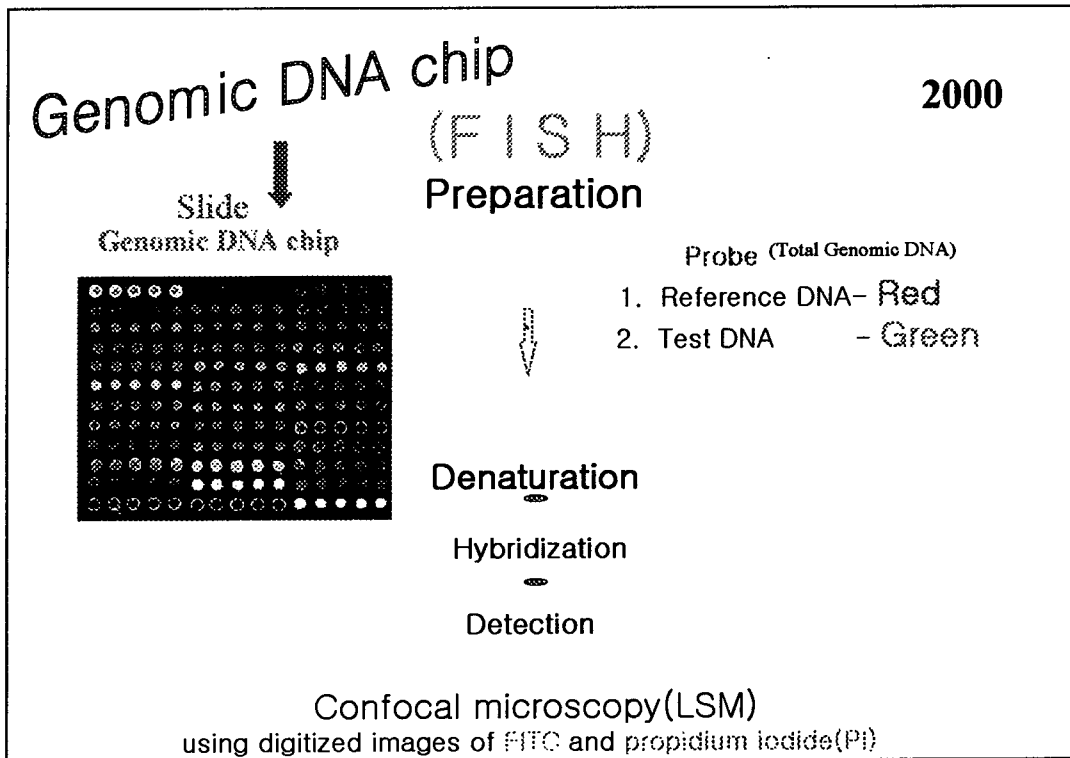 Genomic DNA chip
2000
(FISH)
Preparation
Slide
Genomic DNA chip
Probe (Total Genomic DNA)
1. Reference DNA– Red
2. Test DNA – Green
Denaturation
Hybridization
Detection
Confocal microscopy(LSM)
using digitized images of FITC and propidium iodide(PI)